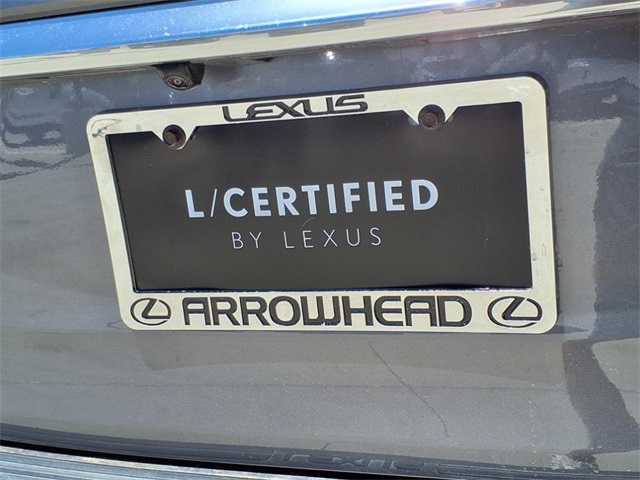 LEXUS
L/CERTIFIED
BY LEXUS
ARROWHEAD